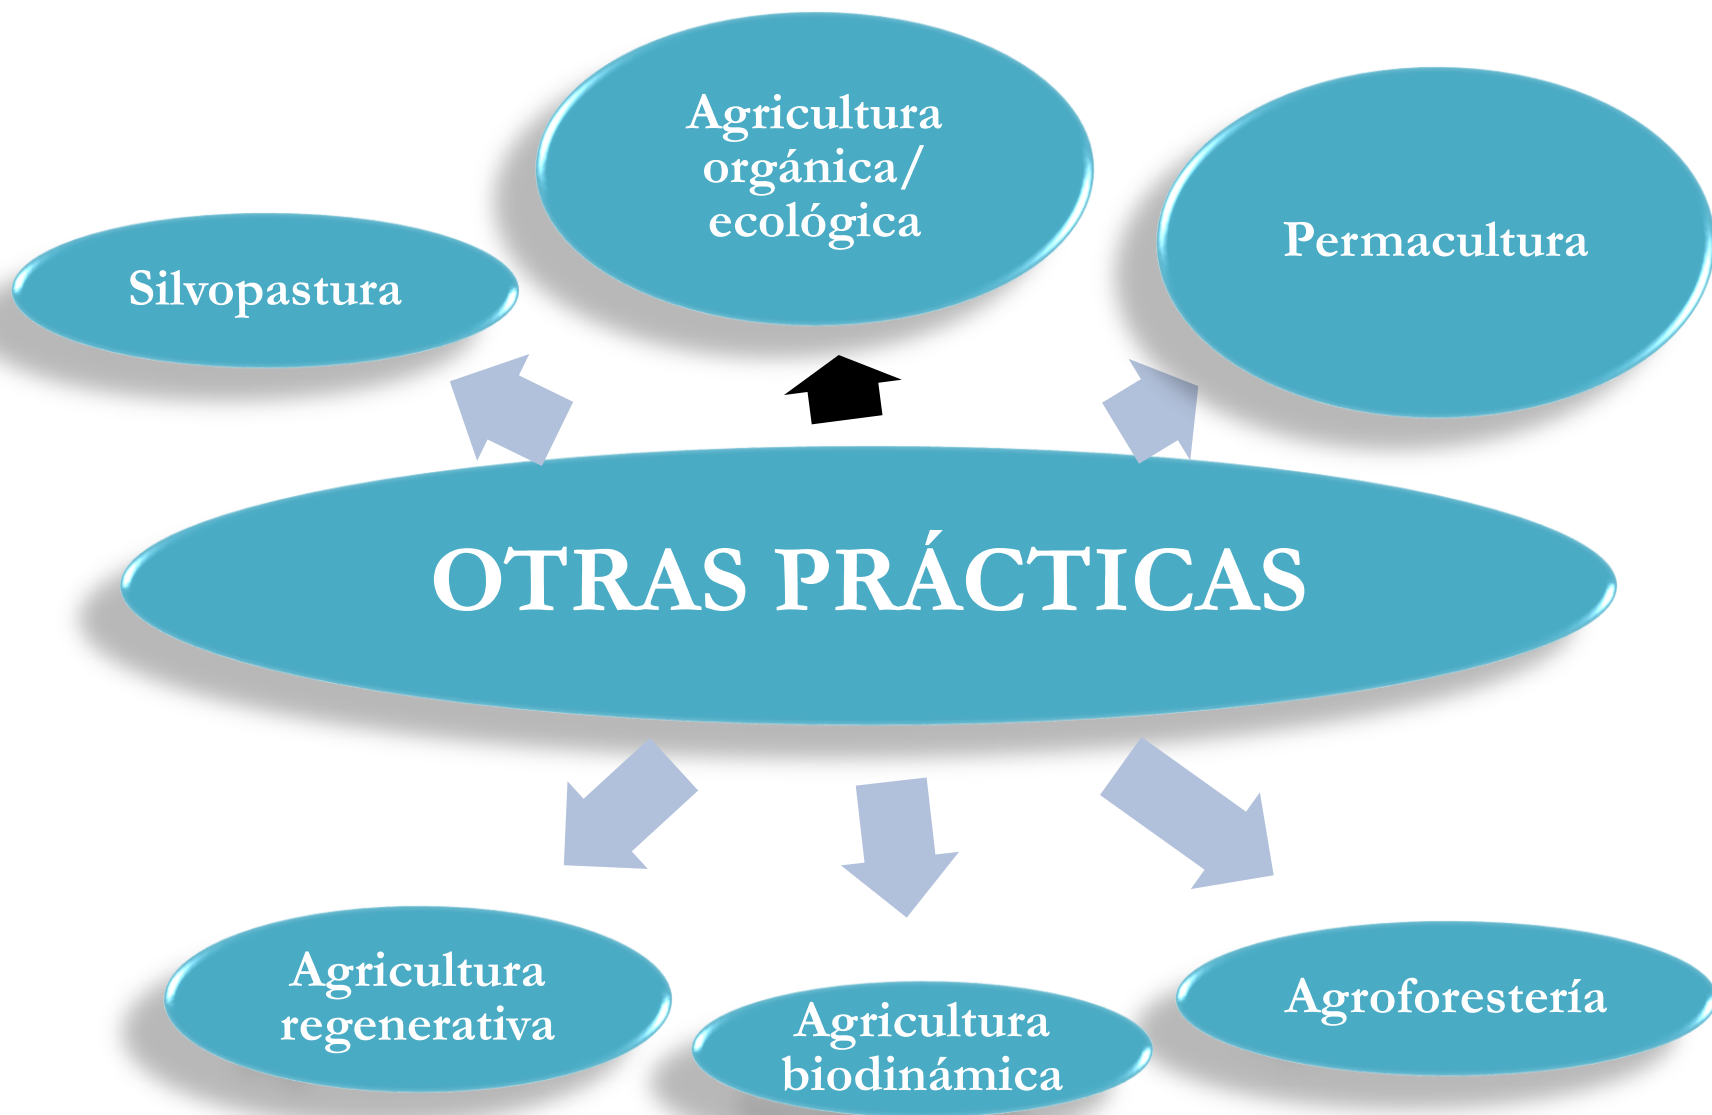 Agricultura
orgánica/
ecológica
Permacultura
Silvopastura
OTRAS PRÁCTICAS
Agricultura
regenerativa
Agricultura
biodinámica
Agroforestería